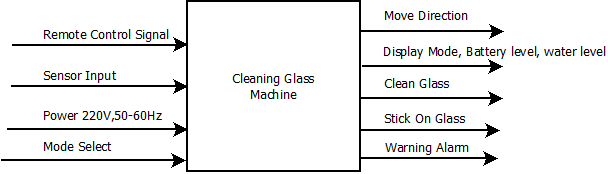 Move Direction
Remote Control Signal
Display Mode, Battery level, water level
Sensor Input
Cleaning Glass
Machine
Clean Glass
Power 220V,50-60Hz
Stick On Glass
Mode Select
Warning Alarm